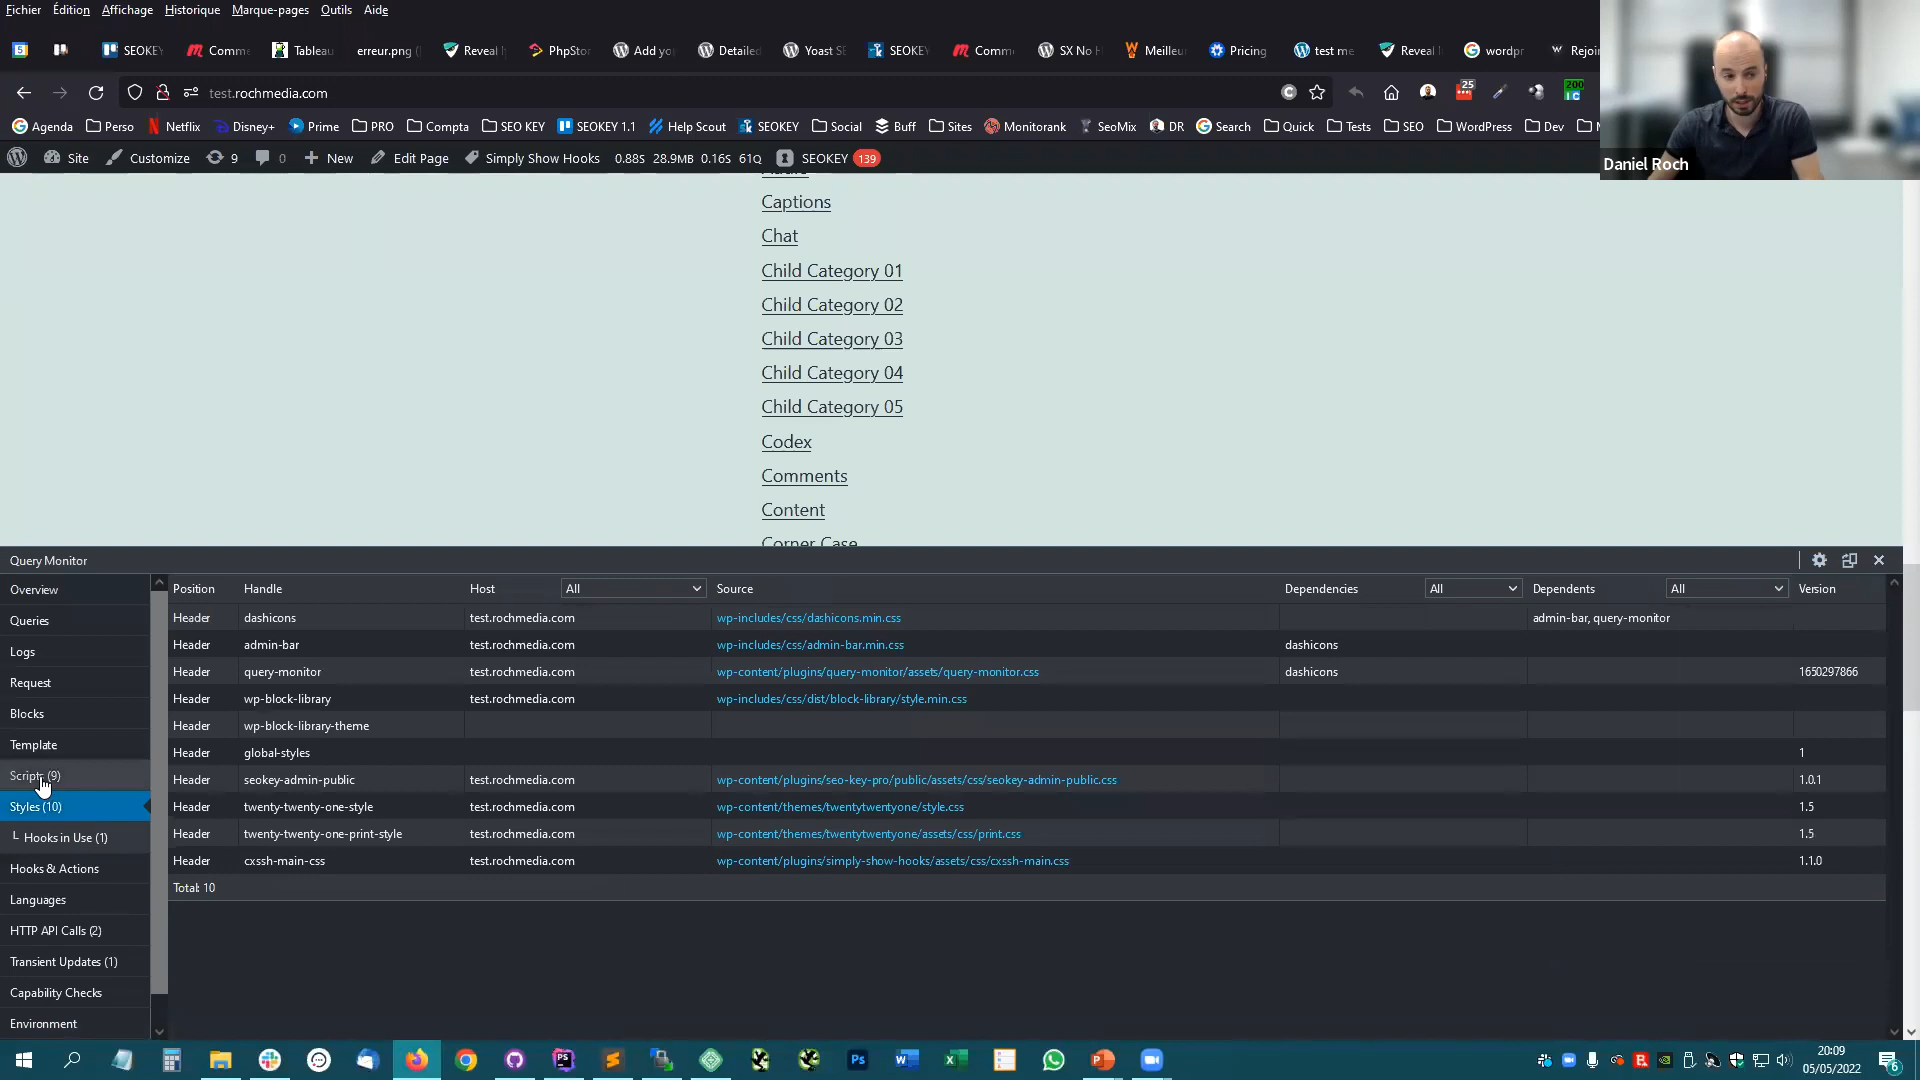 Fichier Édition Affichage Historique Marque-pages Outils Aide
SEOKEY Comm Tableau erreur.png ( Reveal PhpStor Add yo Detailed Yoast SE SEOKEY Comm SX No H Meilleu Pricing test me Reveal wordpr Rejoi
test.rochmedia.com
25
200
Agenda Perso Netflix Disney+ Prime PRO Compta SEO KEY SEOKEY 1.1 Help Scout SEOKEY Social Buff Sites Monitorank SeoMix DR Search Quick Tests SEO WordPress Dev
Site Customize 9 0 New Edit Page Simply Show Hooks 0.88S 28.9MB 0.16S 61Q SEOKEY 139
Daniel Roch
Captions
Chat
Child Category 01
Child Category 02
Child Category 03
Child Category 04
Child Category 05
Codex
Comments
Content
Corner Case
Query Monitor
Overview
Queries
Logs
Request
Blocks
Template
Scripts (9)
Styles (10)
Hooks in Use (1)
Hooks & Actions
Languages
HTTP API Calls (2)
Transient Updates (1)
Capability Checks
Environment
Position Handle Host All Source Dependencies All Dependents All Version
Header dashicons test.rochmedia.com wp-includes/css/dashicons.min.css admin-bar, query-monitor
Header admin-bar test.rochmedia.com wp-includes/css/admin-bar.min.css dashicons
Header query-monitor test.rochmedia.com wp-content/plugins/query-monitor/assets/query-monitor.css dashicons 1650297866
Header wp-block-library test.rochmedia.com wp-includes/css/dist/block-library/style.min.css
Header wp-block-library-theme
Header global-styles 1
Header seokey-admin-public test.rochmedia.com wp-content/plugins/seo-key-pro/public/assets/css/seokey-admin-public.css 1.0.1
Header twenty-twenty-one-style test.rochmedia.com wp-content/themes/twentytwentyone/style.css 1.5
Header twenty-twenty-one-print-style test.rochmedia.com wp-content/themes/twentytwentyone/assets/css/print.css 1.5
Header cxssh-main-css test.rochmedia.com wp-content/plugins/simply-show-hooks/assets/css/cxssh-main.css 1.1.0
Total: 10
20:09
05/05/2022
6